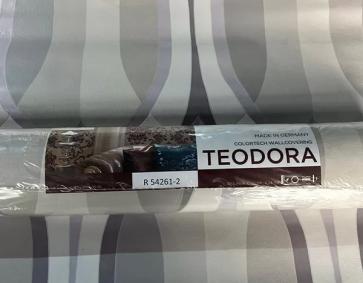 MADE IN GERMANY
COLORTECH WALLCOVERING
TEODORA
R 54261-2